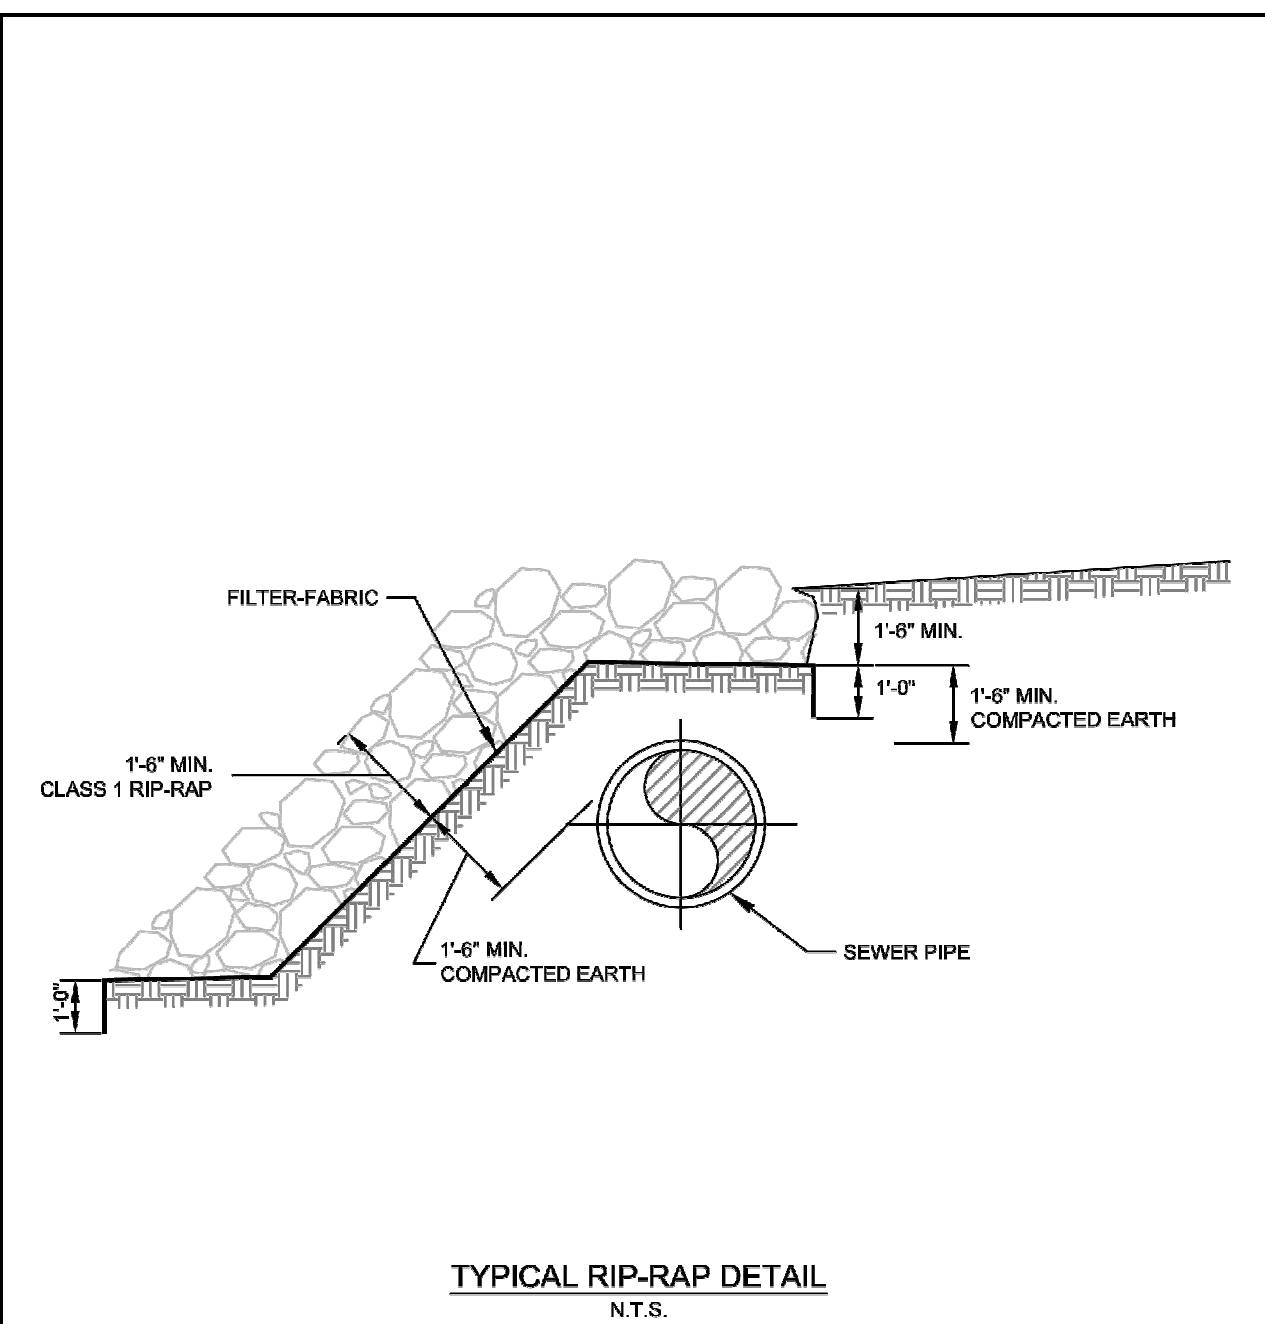 FILTER-FABRIC
1'-6" MIN.
1'-0"
1'-6" MIN.
COMPACTED EARTH
1'-6" MIN.
CLASS 1 RIP-RAP
1'-6" MIN.
COMPACTED EARTH
SEWER PIPE
1'-0"
TYPICAL RIP-RAP DETAIL
N.T.S.